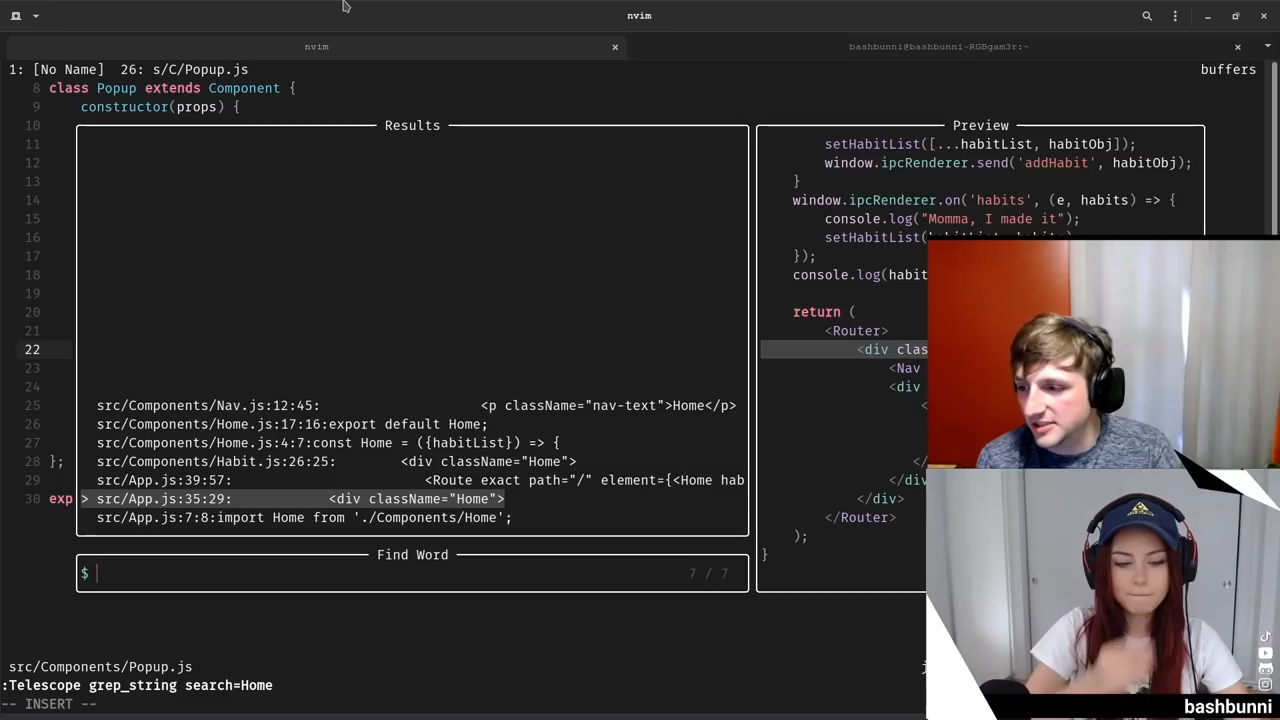 nvim
nvim
bashbunni@bashbunni-RGBgam3r:~
1: [No Name] 26: s/C/Popup.js
buffers
8 class Popup extends Component {
9 constructor(props) {
10
11
12
13
14
15
16
17
18
19
20
21
22
23
24
25
26
27
28 };
29
30 exp
Results
src/Components/Nav.js:12:45: <p className="nav-text">Home</p>
src/Components/Home.js:17:16:export default Home;
src/Components/Home.js:4:7:const Home = ({habitList}) => {
src/Components/Habit.js:26:25: <div className="Home">
src/App.js:39:57: <Route exact path="/" element={<Home hab
> src/App.js:35:29: <div className="Home">
src/App.js:7:8:import Home from './Components/Home';
Find Word
$
7 / 7
Preview
setHabitList([...habitList, habitObj]);
window.ipcRenderer.send('addHabit', habitObj);
}
window.ipcRenderer.on('habits', (e, habits) => {
console.log("Momma, I made it");
setHabitList(
});
console.log(habit
return (
<Router>
<div clas
<Nav
<div
<
</
</di
</div>
</Router>
);
}
src/Components/Popup.js
:Telescope grep_string search=Home
-- INSERT --
bashbunni